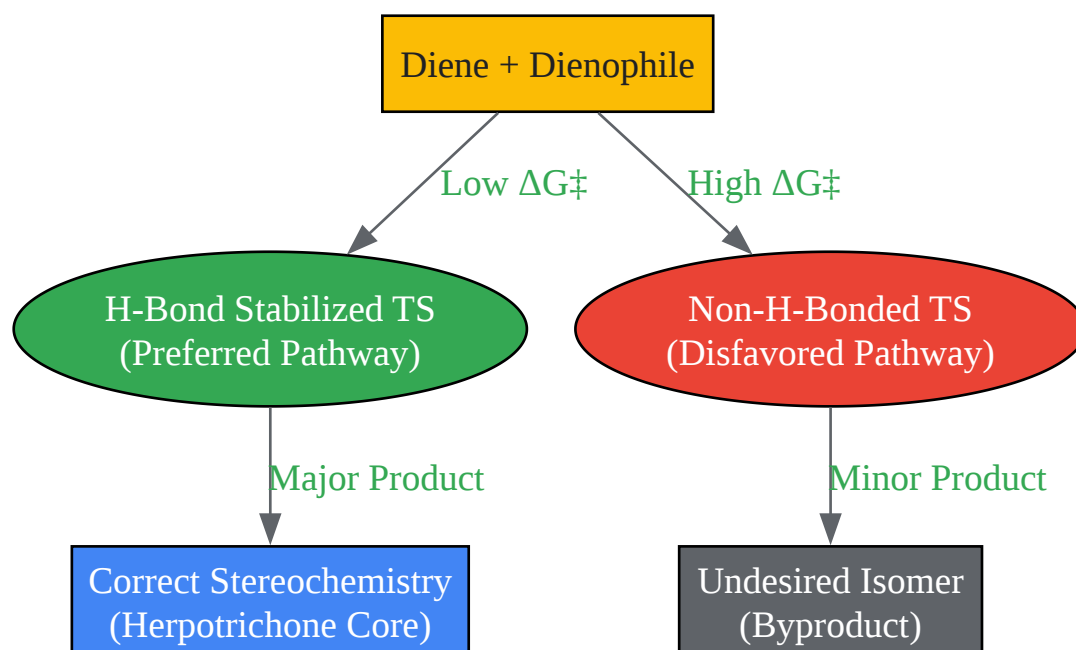 Diene + Dienophile
Low ΔG‡
High ΔG‡
H-Bond Stabilized TS
(Preferred Pathway)
Non-H-Bonded TS
(Disfavored Pathway)
Major Product
Minor Product
Correct Stereochemistry
(Herpotrichone Core)
Undesired Isomer
(Byproduct)